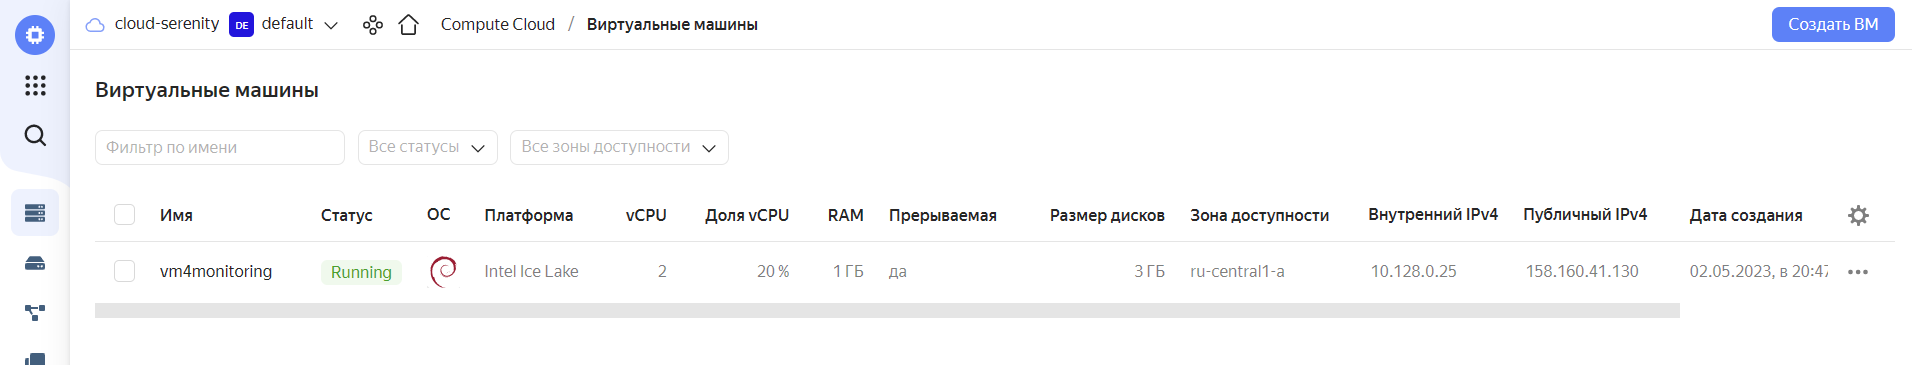 cloud-serenity DE default Compute Cloud / Виртуальные машины Создать ВМ
Виртуальные машины
Фильтр по имени Все статусы Все зоны доступности
Имя Статус ОС Платформа vCPU Доля vCPU RAM Прерываемая Размер дисков Зона доступности Внутренний IPv4 Публичный IPv4 Дата создания
vm4monitoring Running Intel Ice Lake 2 20 % 1 ГБ да 3 ГБ ru-central1-a 10.128.0.25 158.160.41.130 02.05.2023, в 20:47